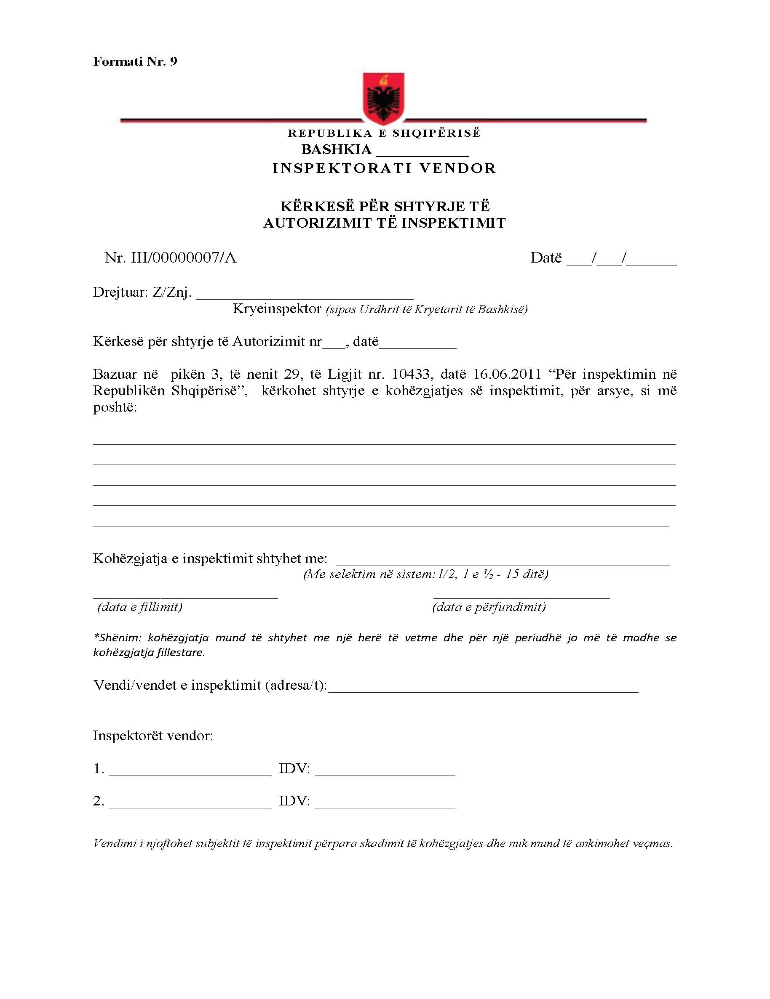 Formati Nr. 9
REPUBLIKA E SHQIPËRISË
BASHKIA ____________
INSPEKTORATI VENDOR
KËRKESË PËR SHTYRJE TË
AUTORIZIMIT TË INSPEKTIMIT
Nr. III/00000007/A Datë ___/___/______
Drejtuar: Z/Znj. ____________________________
Kryeinspektor (sipas Urdhrit të Kryetarit të Bashkisë)
Kërkesë për shtyrje të Autorizimit nr___, datë__________
Bazuar në pikën 3, të nenit 29, të Ligjit nr. 10433, datë 16.06.2011 “Për inspektimin në
Republikën Shqipërisë”, kërkohet shtyrje e kohëzgjatjes së inspektimit, për arsye, si më
poshtë:
Kohëzgjatja e inspektimit shtyhet me: ___________________________________________
(Me selektim në sistem: 1/2, 1 e ½ - 15 ditë)
(data e fillimit) (data e përfundimit)
*Shënim: kohëzgjatja mund të shtyhet me një herë të vetme dhe për një periudhë jo më të madhe se
kohëzgjatja fillestare.
Vendi/vendet e inspektimit (adresa/t):________________________________________
Inspektorët vendor:
1. _____________________ IDV: __________________
2. _____________________ IDV: __________________
Vendimi i njoftohet subjektit të inspektimit përpara skadimit të kohëzgjatjes dhe nuk mund të ankimohet veçmas.